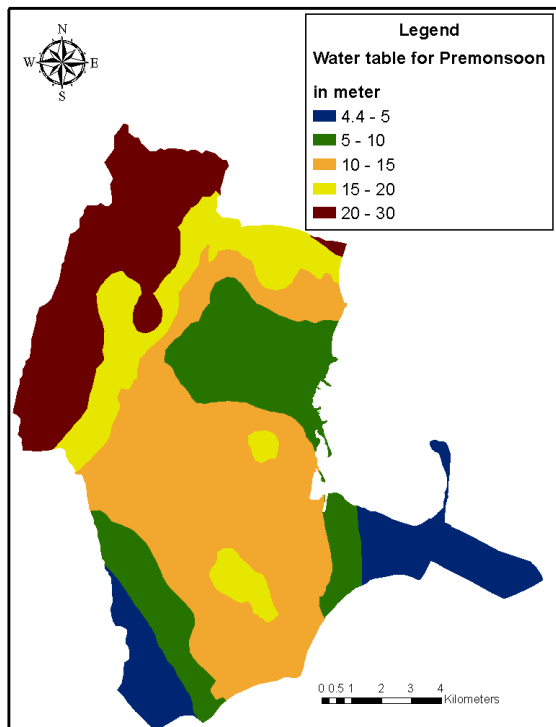 N
W E
S
Legend
Water table for Premonsoon
in meter
4.4 - 5
5 - 10
10 - 15
15 - 20
20 - 30
0 0.5 1 2 3 4
Kilometers